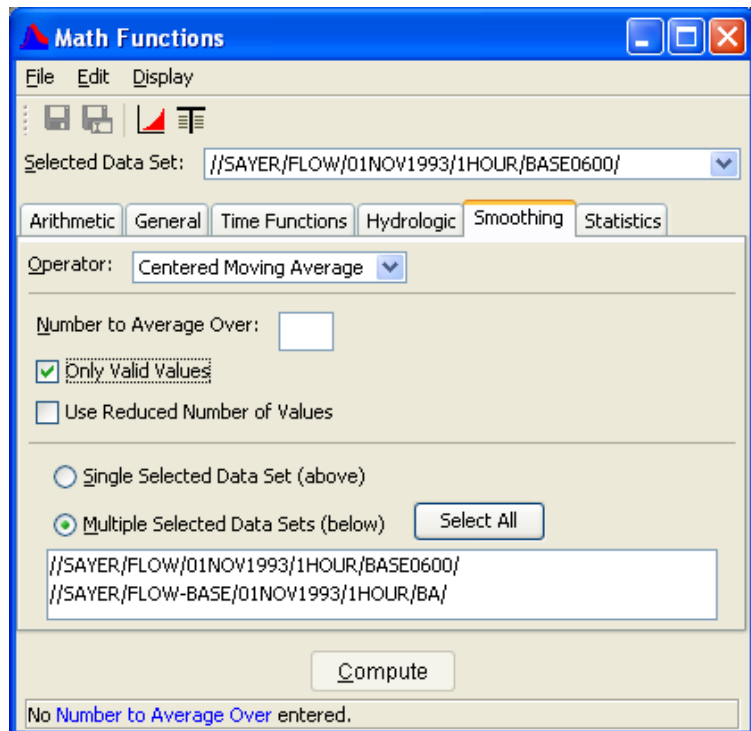 Math Functions
File Edit Display
Selected Data Set: //SAYER/FLOW/01NOV1993/1HOUR/BASE0600/
Arithmetic General Time Functions Hydrologic Smoothing Statistics
Operator: Centered Moving Average
Number to Average Over:
Only Valid Values
Use Reduced Number of Values
Single Selected Data Set (above)
Multiple Selected Data Sets (below) Select All
//SAYER/FLOW/01NOV1993/1HOUR/BASE0600/
//SAYER/FLOW-BASE/01NOV1993/1HOUR/BA/
Compute
No Number to Average Over entered.